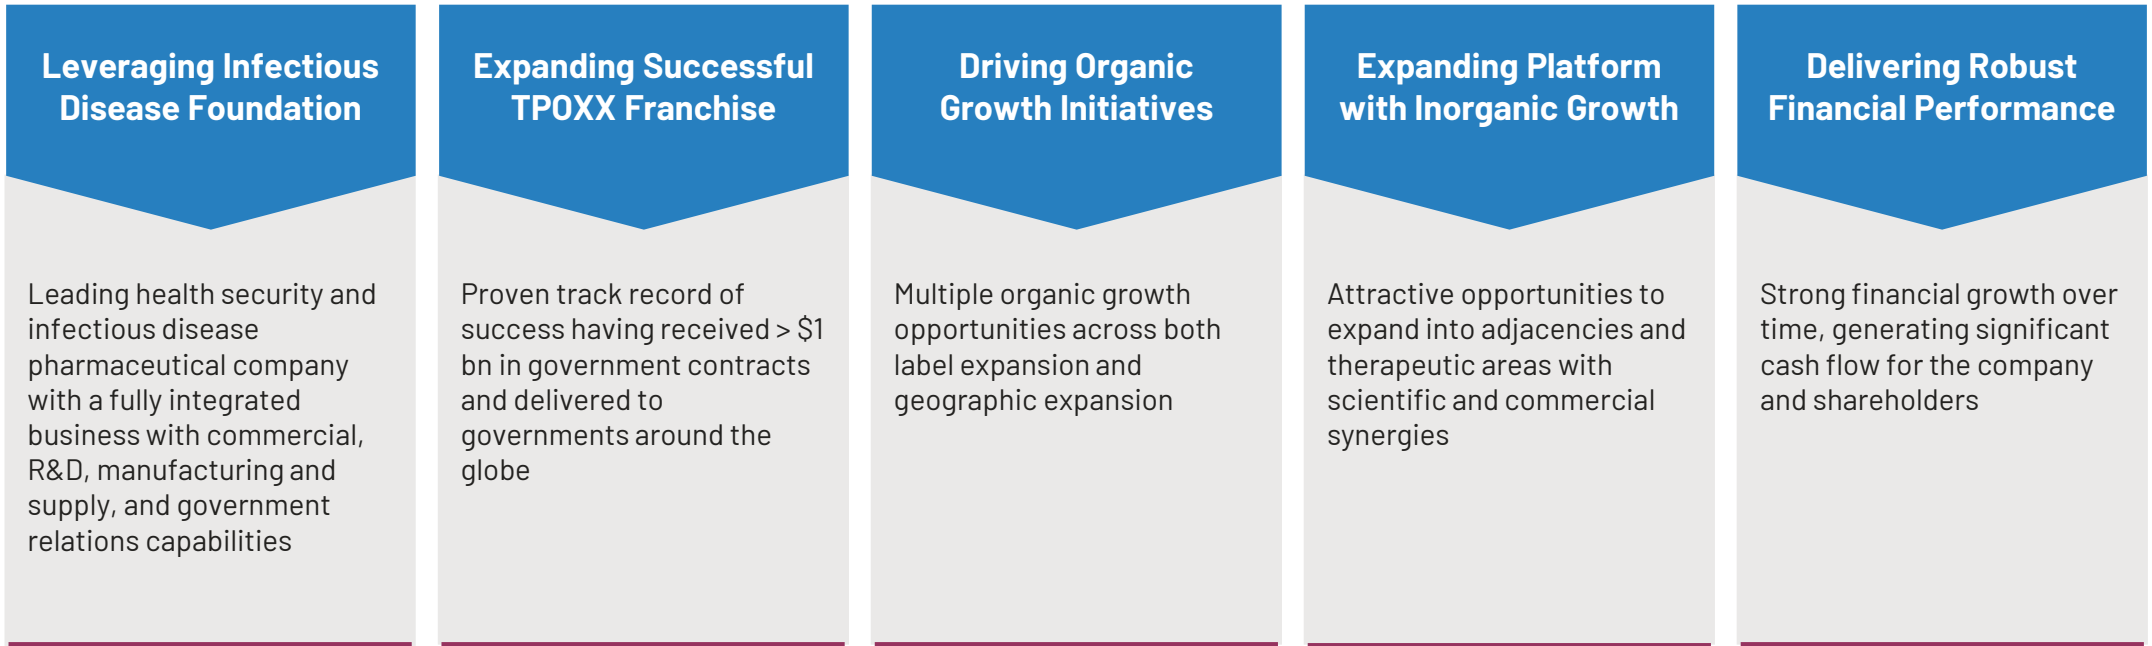 Leveraging Infectious
Disease Foundation
Leading health security and
infectious disease
pharmaceutical company
with a fully integrated
business with commercial,
R&D, manufacturing and
supply, and government
relations capabilities
Expanding Successful
TPOXX Franchise
Proven track record of
success having received > $1
bn in government contracts
and delivered to
governments around the
globe
Driving Organic
Growth Initiatives
Multiple organic growth
opportunities across both
label expansion and
geographic expansion
Expanding Platform
with Inorganic Growth
Attractive opportunities to
expand into adjacencies and
therapeutic areas with
scientific and commercial
synergies
Delivering Robust
Financial Performance
Strong financial growth over
time, generating significant
cash flow for the company
and shareholders